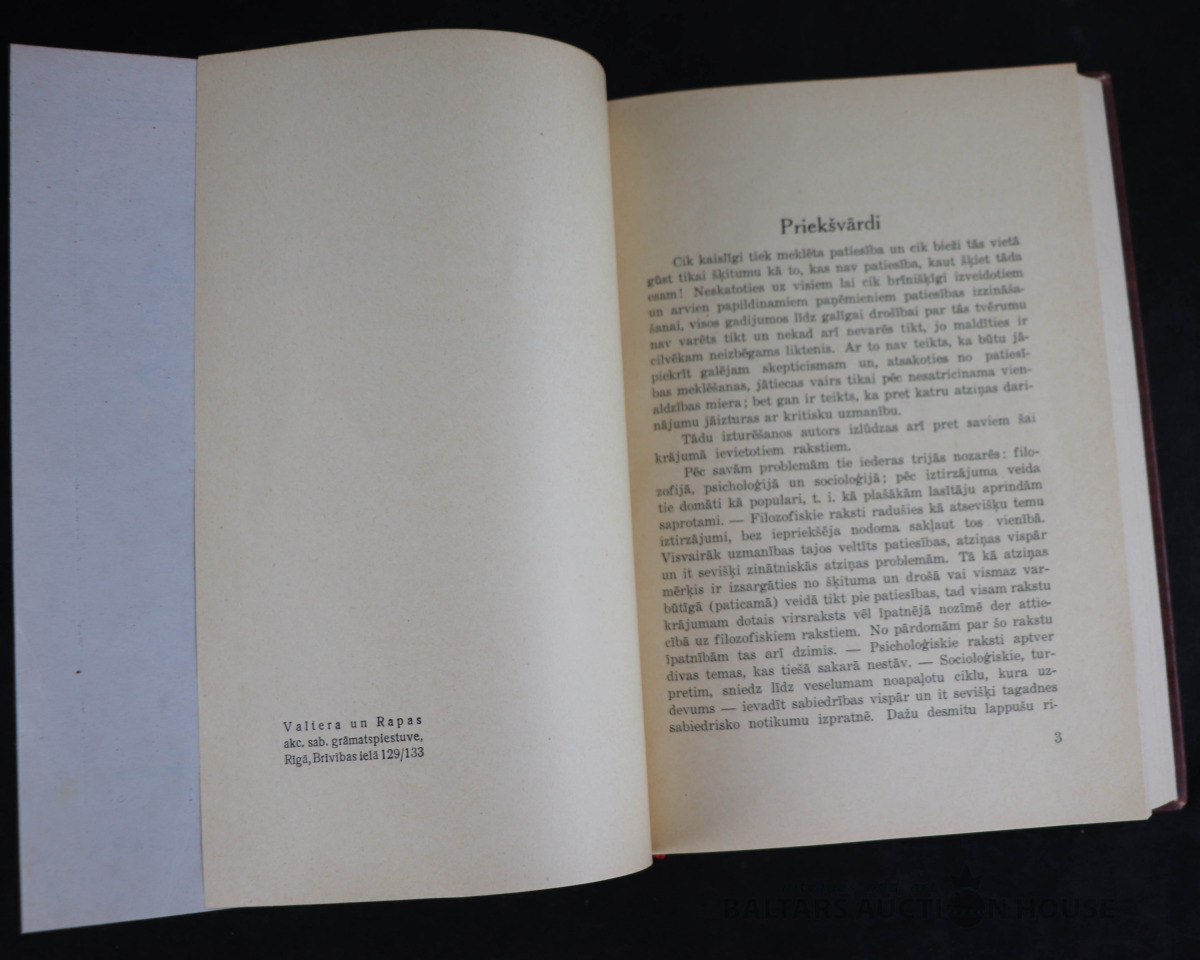 Valtera un Rapas
akc. sab. grāmatspiestuve,
Rīgā, Brīvības ielā 129/133
Priekšvārdi
Cik kaislīgi tiek meklēta patiesība un cik bieži tās vietā
gūst tikai šķitumu kā to, kas nav patiesība, kaut šķiet tāda
esam! Neskatoties uz visiem lai cik brīnišķīgi izveidotiem
un arvien papildinamiem paņēmieniem patiesības izzināša-
šanai, visos gadijumos līdz galīgai drošībai par tās tvērumu
nav varēts tikt un nekad arī nevarēs tikt, jo maldīties ir
cilvēkam neizbēgams liktenis. Ar to nav teikts, ka būtu jā-
piekrīt galējam skepticismam un, atsakoties no patiesī-
bas meklēšanas, jātiecas vairs tikai pēc nesatricinama vien-
aldzības miera; bet gan ir teikts, ka pret katru atziņas dari-
nājumu jāizturas ar kritisku uzmanību.
Tādu izturēšanos autors izlūdzas arī pret saviem šai
krājumā ievietotiem rakstiem.
Pēc savām problemām tie iederas trijās nozarēs: filo-
zofijā, psicholoģijā un socioloģijā; pēc iztirzājuma veida
tie domāti kā populari, t. i. kā plašākām lasītāju aprindām
saprotami. — Filozofiskie raksti radušies kā atsevišķu temu
iztirzājumi, bez iepriekšēja nodoma sakļaut tos vienībā.
Visvairāk uzmanības tajos veltīts patiesības, atziņas vispār
un it sevišķi zinātniskās atziņas problemām. Tā kā atziņas
mērķis ir izsargāties no šķituma un drošā vai vismaz var-
būtīgā (paticamā) veidā tikt pie patiesības, tad visam rakstu
krājumam dotais virsraksts vēl īpatnējā nozīmē der attie-
cībā uz filozofiskiem rakstiem. No pārdomām par šo rakstu
īpatnībām tas arī dzimis. — Psicholoģiskie raksti aptver
divas temas, kas tiešā sakarā nestāv. — Socioloģiskie, tur-
pretim, sniedz līdz veselumam noapaļotu ciklu, kura uz-
devums — ievadīt sabiedrības vispār un it sevišķi tagadnes
sabiedrisko notikumu izpratnē. Dažu desmitu lappušu ri-
3
BALTARS AUCTION HOUSE